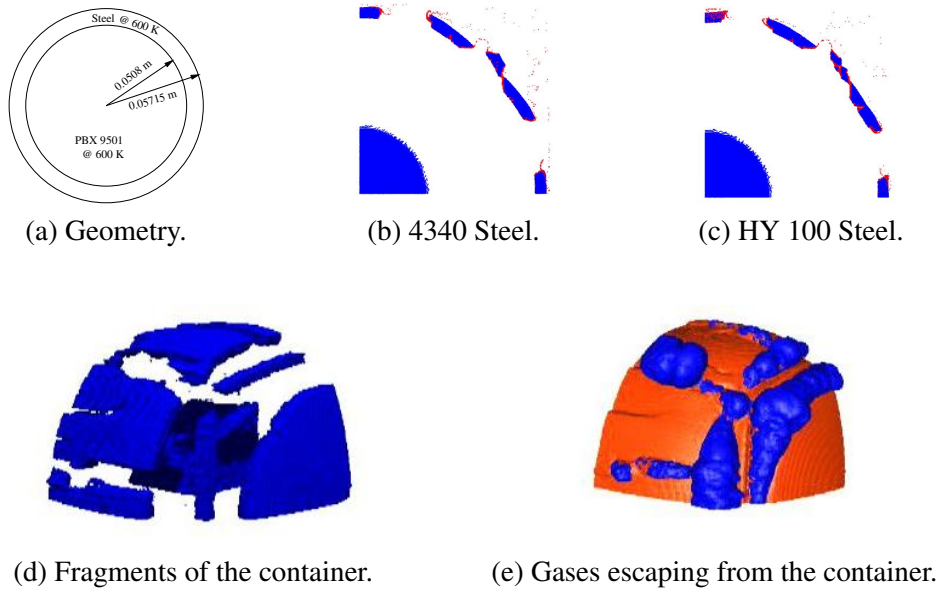 Steel @ 600 K
0.0508 m
0.05715 m
PBX 9501
@ 600 K
(a) Geometry.
(b) 4340 Steel.
(c) HY 100 Steel.
(d) Fragments of the container.
(e) Gases escaping from the container.